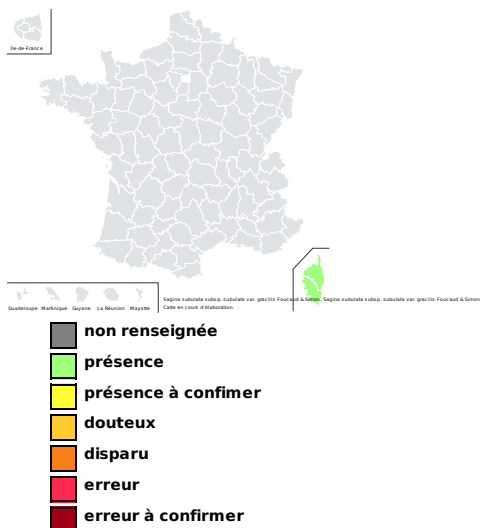 Île-de-France
Guadeloupe Martinique Guyane La Réunion Mayotte
Sagina subulata subsp. subulata var. gracilis Foucaud & Simon, Sagina subulata subsp. subulata var. gracilis Foucaud & Simon
Carte en cours d'élaboration.
non renseignée
présence
présence à confimer
douteux
disparu
erreur
erreur à confirmer